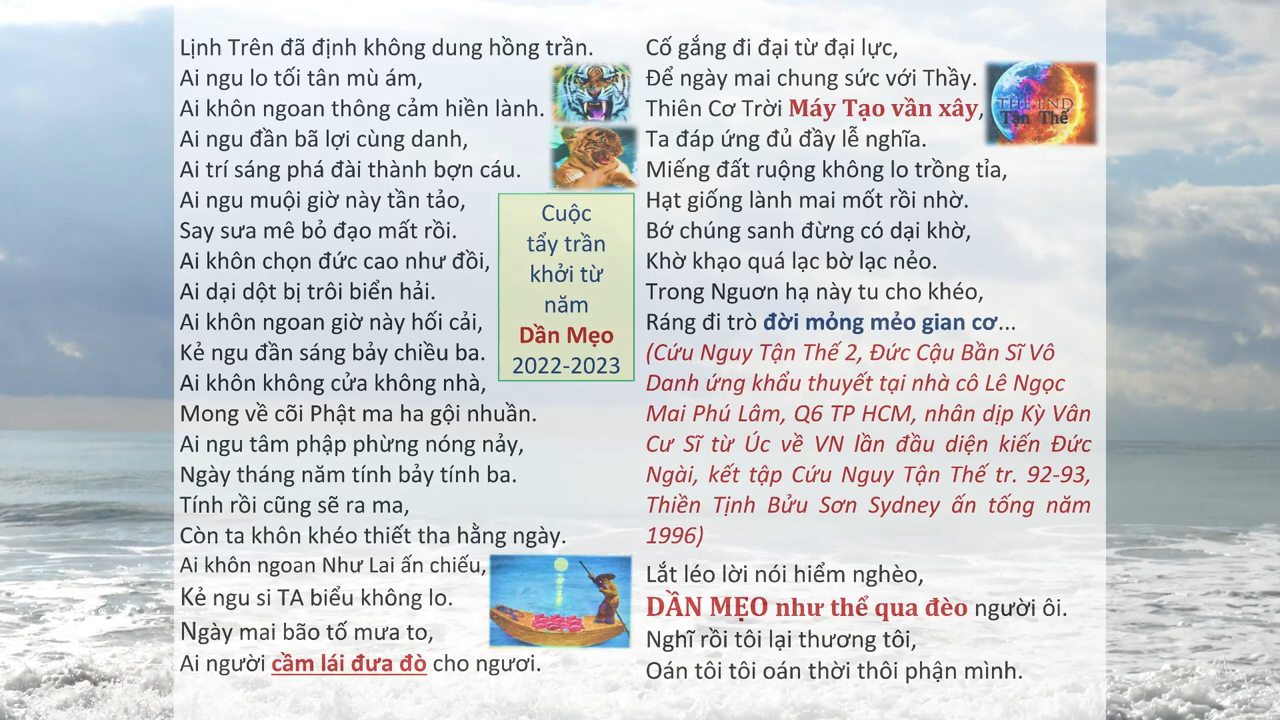 Lịnh Trên đã định không dung hồng trần.
Ai ngu lo tối tân mù ám,
Ai khôn ngoan thông cảm hiền lành.
Ai ngu đần bã lợi cùng danh,
Ai trí sáng phá đài thành bợn cáu.
Ai ngu muội giờ này tần tảo,
Say sưa mê bỏ đạo mất rồi.
Ai khôn chọn đức cao như đồi,
Ai dại dột bị trôi biển hải.
Ai khôn ngoan giờ này hối cải,
Kẻ ngu đần sáng bảy chiều ba.
Ai khôn không cửa không nhà,
Mong về cõi Phật ma ha gội nhuần.
Ai ngu tâm phập phừng nóng nảy,
Ngày tháng năm tính bảy tính ba.
Tính rồi cũng sẽ ra ma,
Còn ta khôn khéo thiết tha hằng ngày.
Ai khôn ngoan Như Lai ấn chiếu,
Kẻ ngu si TA biểu không lo.
Ngày mai bão tố mưa to,
Ai người cầm lái đưa đò cho ngươi.
Cuộc
tẩy trần
khởi từ
năm
Dần Mẹo
2022-2023
Cố gắng đi đại từ đại lực,
Để ngày mai chung sức với Thầy.
Thiên Cơ Trời Máy Tạo vần xây,
Ta đáp ứng đủ đầy lễ nghĩa.
Miếng đất ruộng không lo trồng tỉa,
Hạt giống lành mai mốt rồi nhờ.
Bớ chúng sanh đừng có dại khờ,
Khờ khạo quá lạc bờ lạc nẻo.
Trong Nguơn hạ này tu cho khéo,
Ráng đi trò đời mỏng mẻo gian cơ...
(Cứu Nguy Tận Thế 2, Đức Cậu Bần Sĩ Vô
Danh ứng khẩu thuyết tại nhà cô Lê Ngọc
Mai Phú Lâm, Q6 TP HCM, nhân dịp Kỳ Vân
Cư Sĩ từ Úc về VN lần đầu diện kiến Đức
Ngài, kết tập Cứu Nguy Tận Thế tr. 92-93,
Thiền Tịnh Bửu Sơn Sydney ấn tống năm
1996)
THE END
Tận Thế
Lắt léo lời nói hiểm nghèo,
DẦN MẸO như thể qua đèo người ôi.
Nghĩ rồi tôi lại thương tôi,
Oán tôi tôi oán thời thôi phận mình.